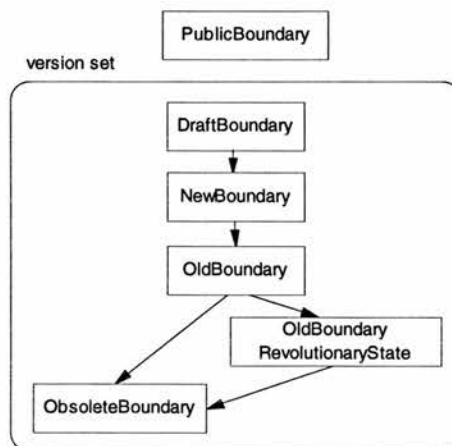 PublicBoundary
version set
DraftBoundary
NewBoundary
OldBoundary
OldBoundary
RevolutionaryState
ObsoleteBoundary